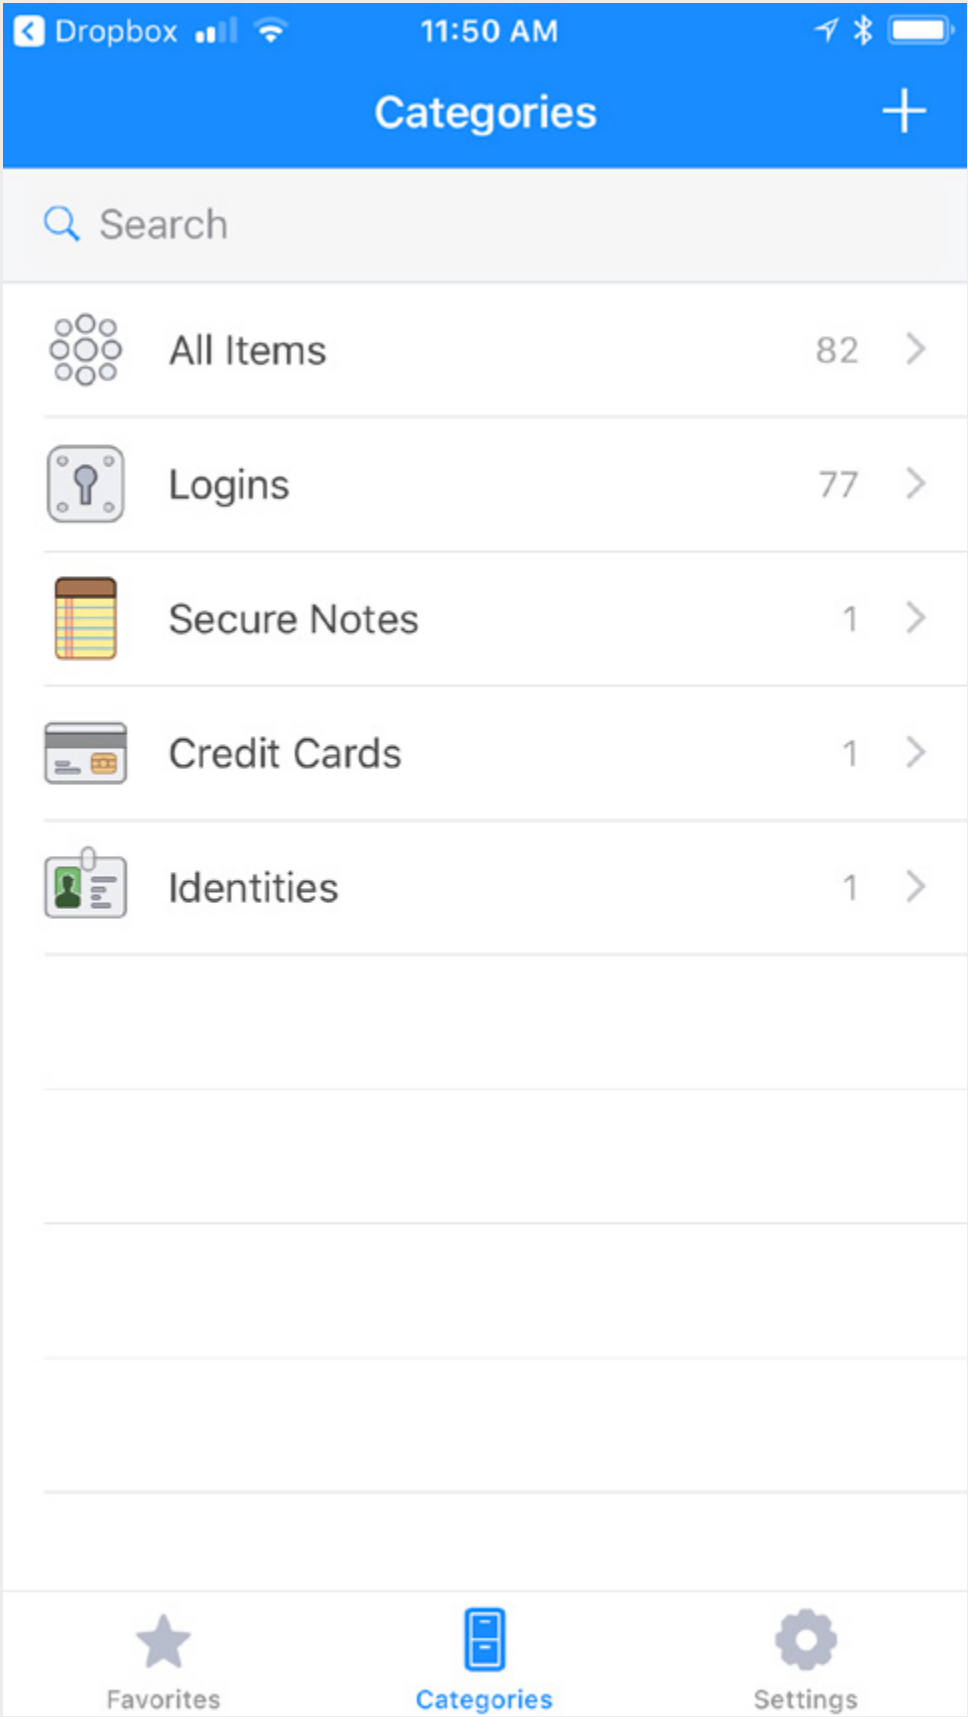 Dropbox 11:50 AM
Categories
Search
All Items 82
Logins 77
Secure Notes 1
Credit Cards 1
Identities 1
Favorites Categories Settings